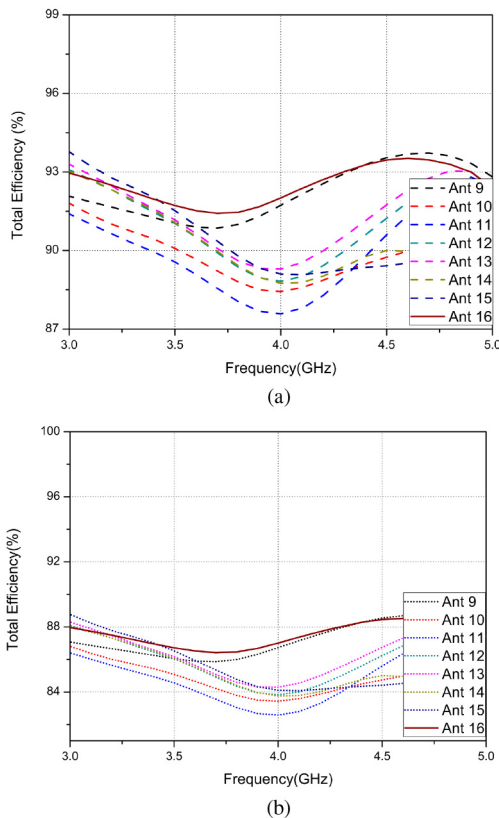 99
96
93
90
87
Total Efficiency (%)
3.0 3.5 4.0 4.5 5.0
Frequency(GHz)
Ant 9
Ant 10
Ant 11
Ant 12
Ant 13
Ant 14
Ant 15
Ant 16
(a)
100
96
92
88
84
Total Efficiency(%)
3.0 3.5 4.0 4.5 5.0
Frequency(GHz)
Ant 9
Ant 10
Ant 11
Ant 12
Ant 13
Ant 14
Ant 15
Ant 16
(b)